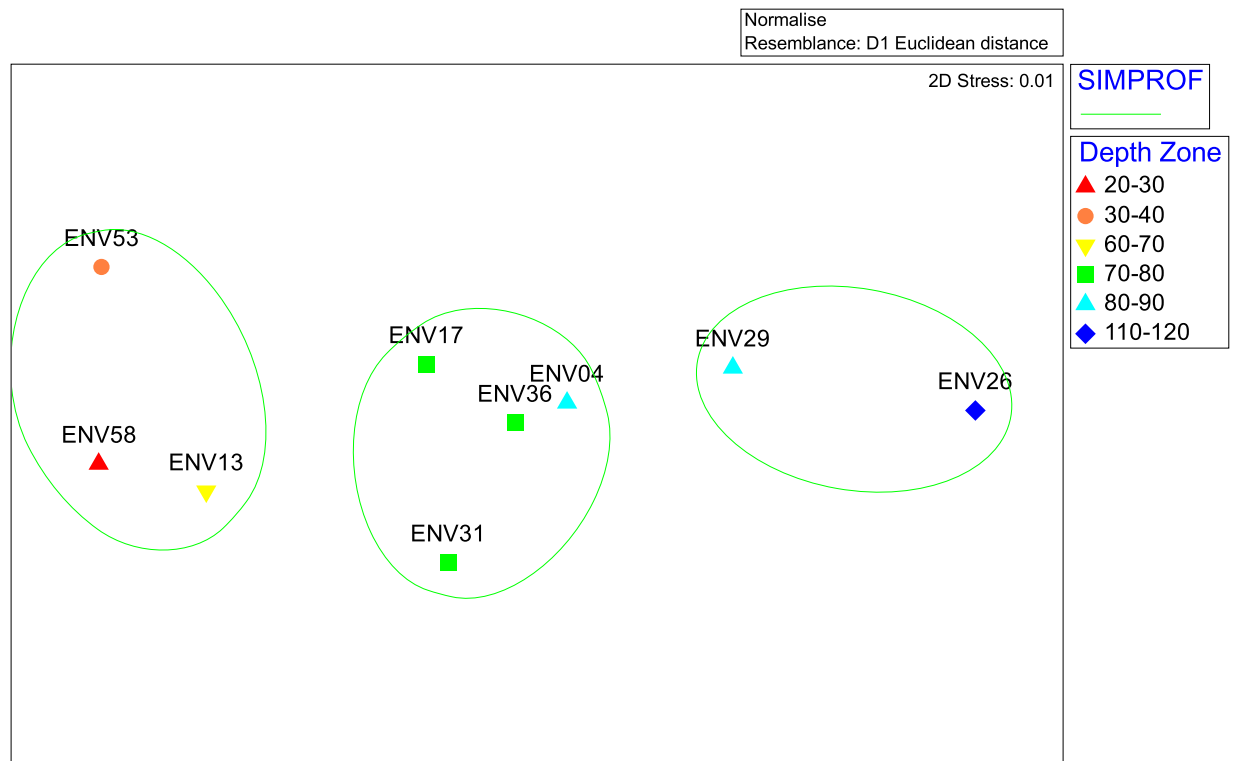 Normalise
Resemblance: D1 Euclidean distance
2D Stress: 0.01
SIMPROF
Depth Zone
20-30
30-40
60-70
70-80
80-90
110-120
ENV53
ENV17
ENV29
ENV04
ENV26
ENV36
ENV58
ENV13
ENV31